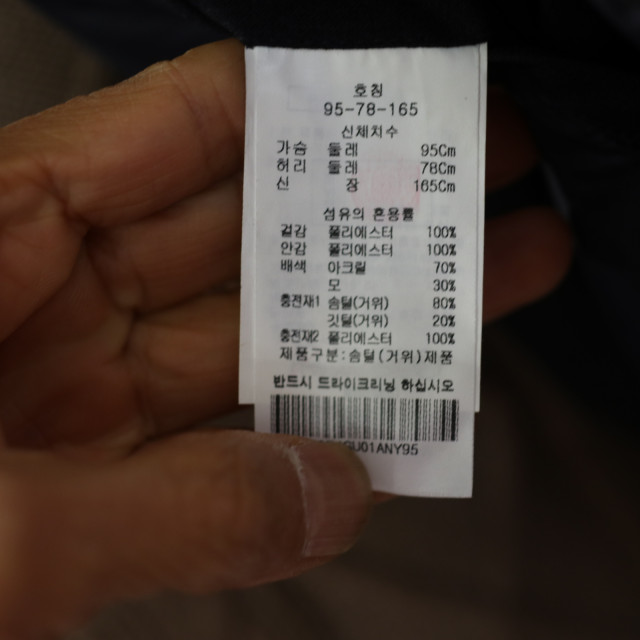 호칭
95-78-165
신체치수
가슴 둘레 95Cm
허리 둘레 78Cm
신 장 165Cm
섬유의 혼용률
겉감 폴리에스터 100%
안감 폴리에스터 100%
배색 아크릴 70%
모 30%
충전재1 솜털(거위) 80%
깃털(거위) 20%
충전재2 폴리에스터 100%
제품구분:솜털(거위)제품
반드시 드라이크리닝 하십시오
U01ANY95